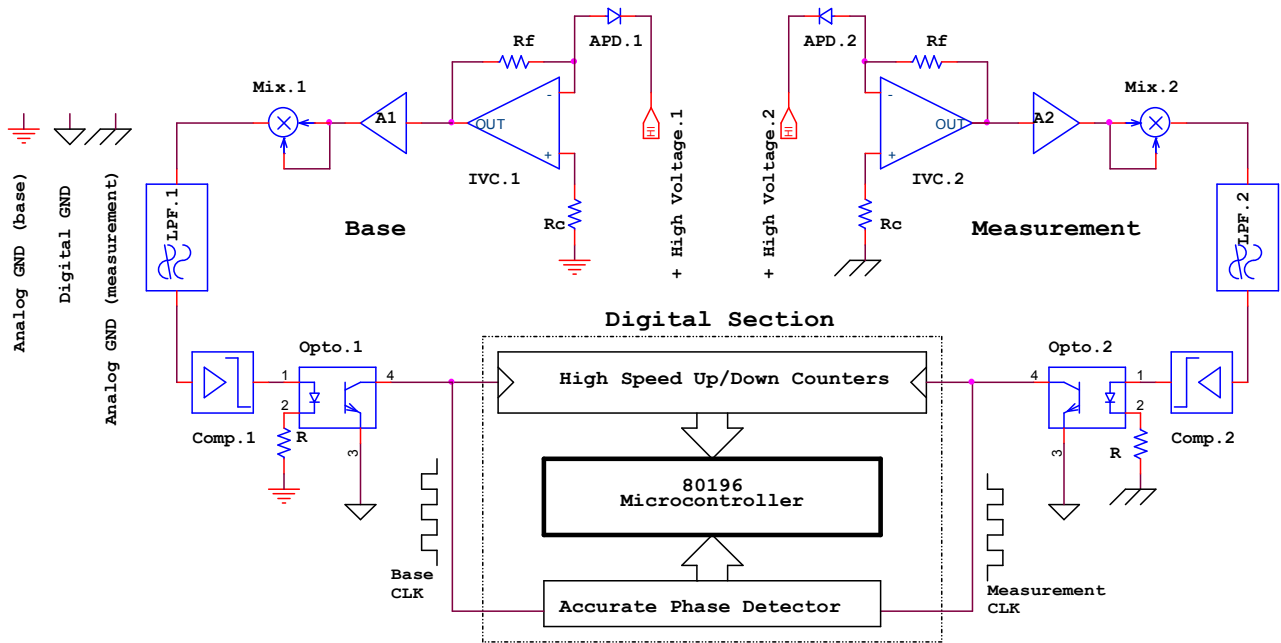 Rf
APD.1
Mix.1
A1
-
OUT
+
IVC.1
Rc
Base
HI
+ High Voltage.1
APD.2
Rf
+ High Voltage.2
HI
-
OUT
+
IVC.2
Rc
A2
Mix.2
Measurement
LPF.1
LPF.2
Analog GND (base)
Digital GND
Analog GND (measurement)
Digital Section
Opto.1
1
2
4
3
R
Comp.1
High Speed Up/Down Counters
Opto.2
4
1
2
3
R
Comp.2
80196
Microcontroller
Base
CLK
Accurate Phase Detector
Measurement
CLK